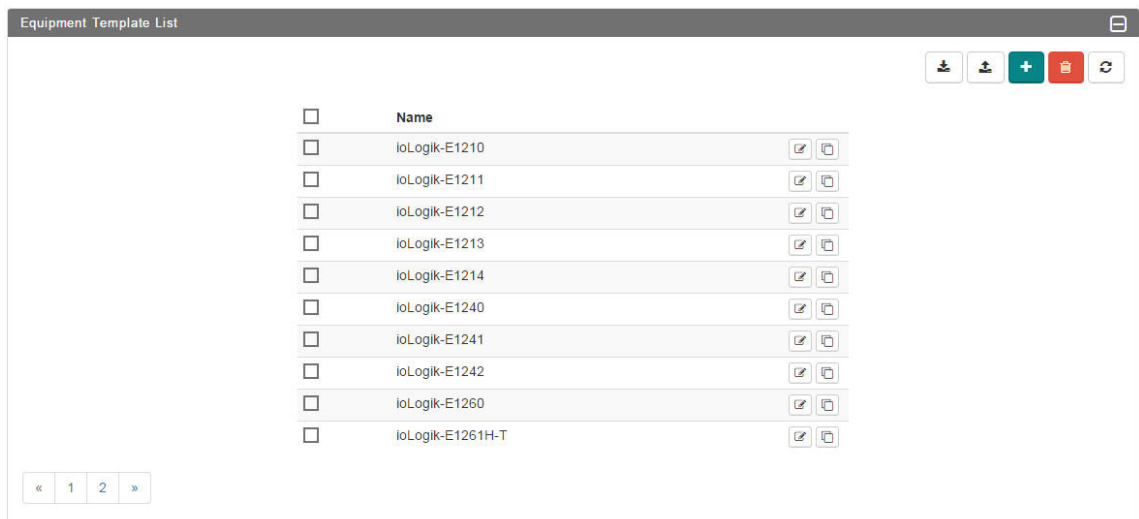 Equipment Template List
Name
ioLogik-E1210
ioLogik-E1211
ioLogik-E1212
ioLogik-E1213
ioLogik-E1214
ioLogik-E1240
ioLogik-E1241
ioLogik-E1242
ioLogik-E1260
ioLogik-E1261H-T
« 1 2 »